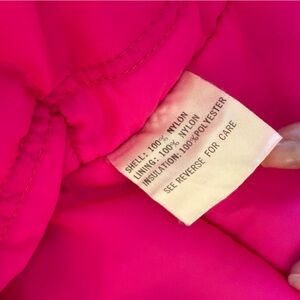 SHELL: 100% NYLON
LINING: 100% NYLON
INSULATION: 100% POLYESTER
SEE REVERSE FOR CARE